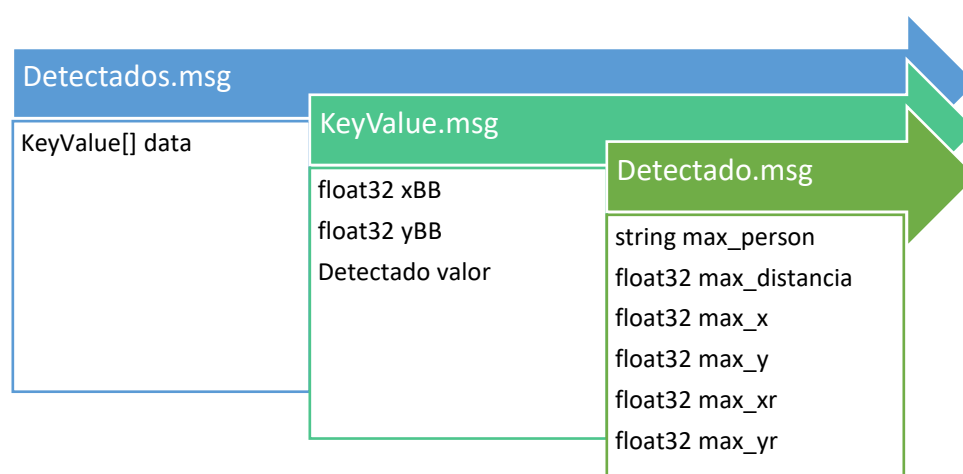 Detectados.msg
KeyValue[] data
KeyValue.msg
float32 xBB
float32 yBB
Detectado valor
Detectado.msg
string max_person
float32 max_distancia
float32 max_x
float32 max_y
float32 max_xr
float32 max_yr